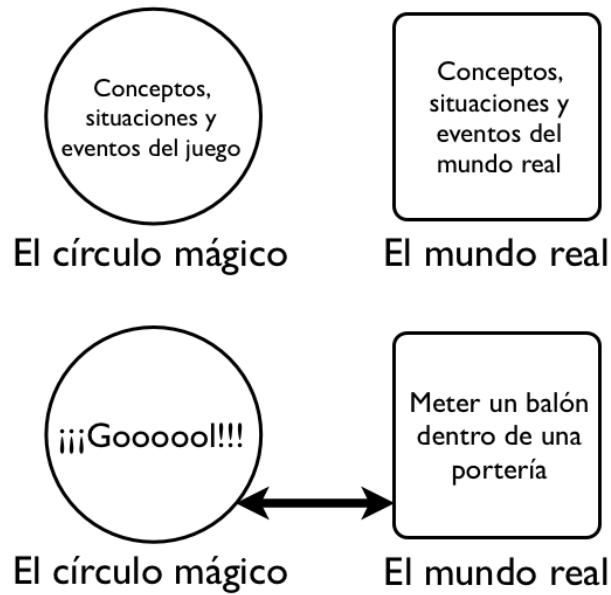 Conceptos,
situaciones y
eventos del juego
El círculo mágico
Conceptos,
situaciones y
eventos del
mundo real
El mundo real
¡¡¡Goooool!!!
El círculo mágico
Meter un balón
dentro de una
portería
El mundo real